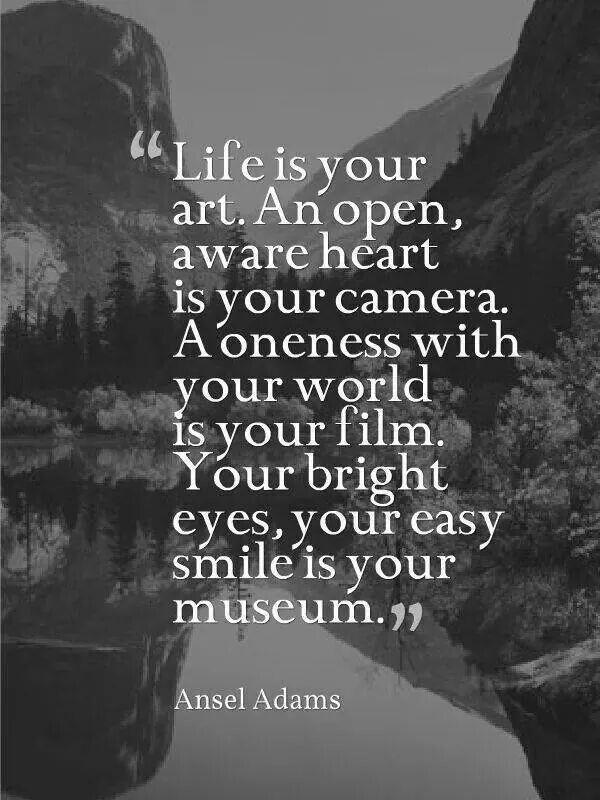 “Life is your
art. An open,
aware heart
is your camera.
A oneness with
your world
is your film.
Your bright
eyes, your easy
smile is your
museum.”
Ansel Adams